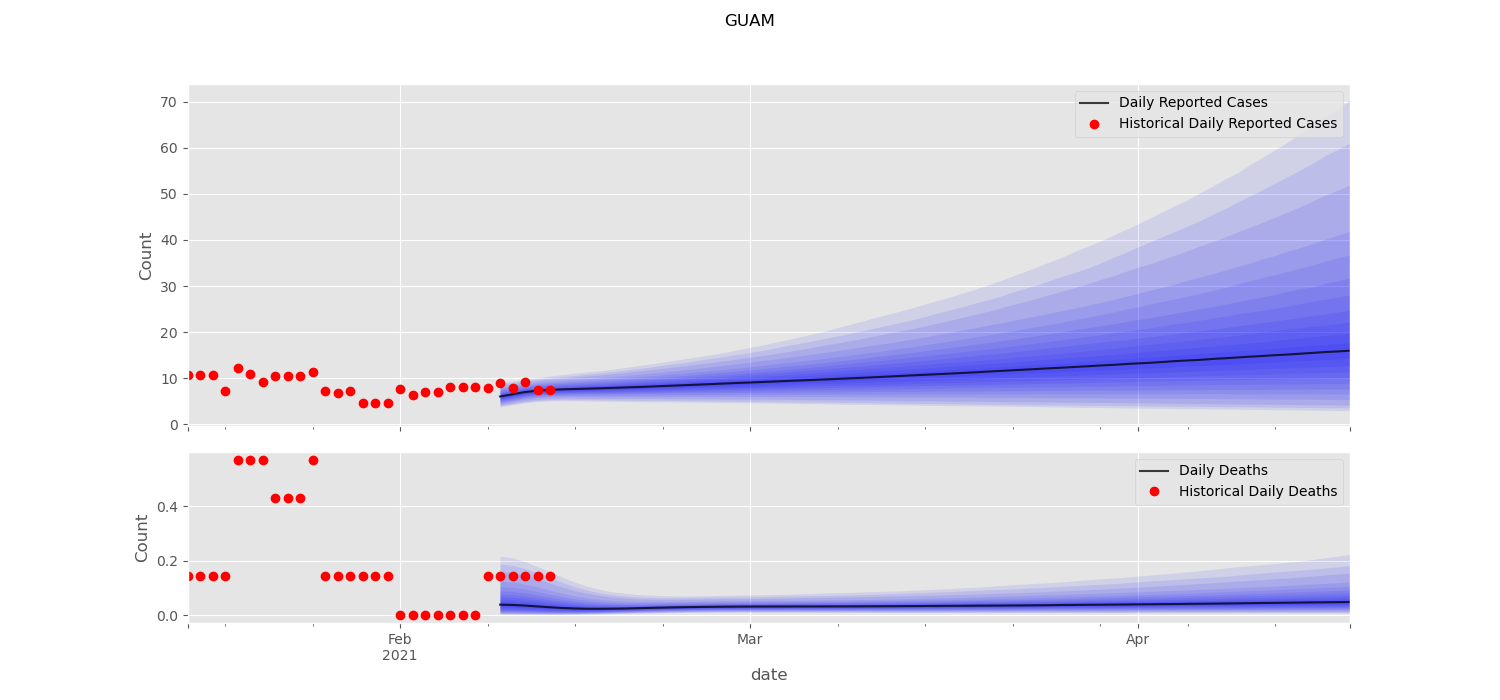 GUAM
70
60
50
40
30
20
10
0
Count
Daily Reported Cases
Historical Daily Reported Cases
0.4
0.2
0.0
Count
Daily Deaths
Historical Daily Deaths
Feb
2021
Mar
Apr
date